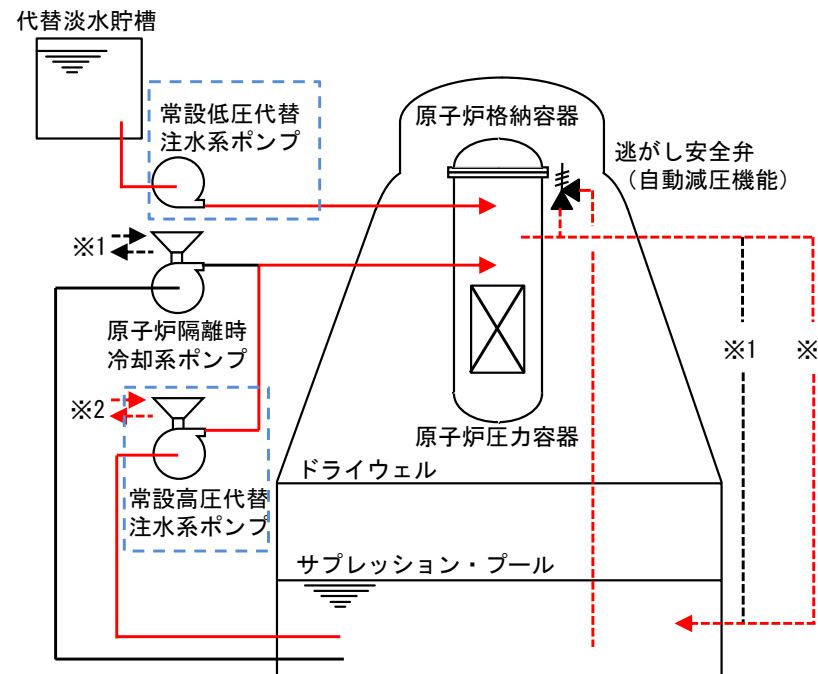 代替淡水貯槽
常設低圧代替
注水系ポンプ
原子炉格納容器
逃がし安全弁
（自動減圧機能）
※1
原子炉隔離時
冷却系ポンプ
※1
※
※2
原子炉圧力容器
ドライウェル
常設高圧代替
注水系ポンプ
サプレッション・プール